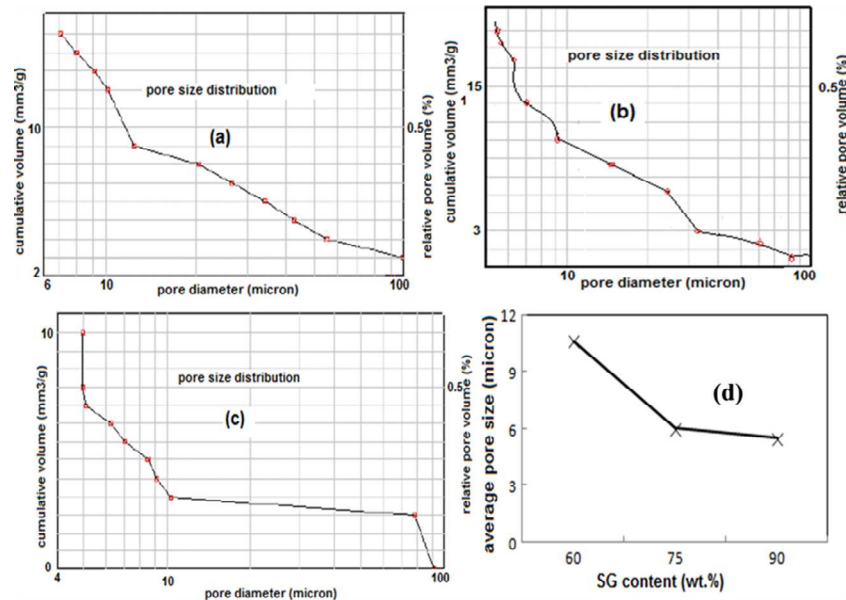 pore size distribution
(a)
cumulative volume (mm3/g)
10
2
0.5
relative pore volume (%)
6
10
100
pore diameter (micron)
pore size distribution
(b)
cumulative volume (mm3/g)
15
1
3
0.5
relative pore volume (%)
10
100
pore diameter (micron)
pore size distribution
(c)
cumulative volume (mm3/g)
10
0
0.5
relative pore volume (%)
4
10
100
pore diameter (micron)
(d)
average pore size (micron)
12
9
6
3
0
60 75 90
SG content (wt.%)